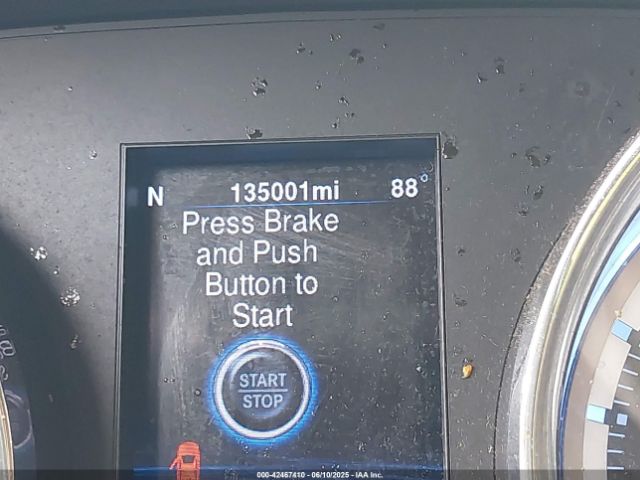 N 135001mi 88°
Press Brake
and Push
Button to
Start
START
STOP
000-42467410 | 06/10/2025 | IAA Inc.